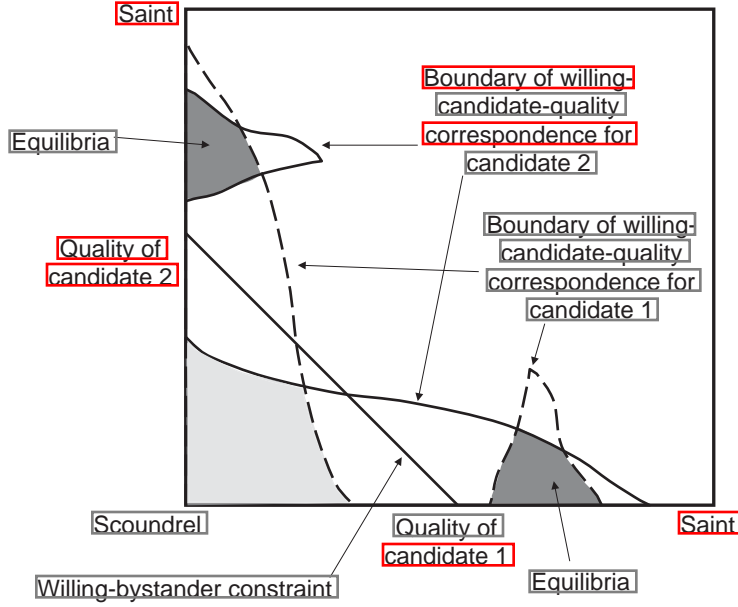 Saint
Boundary of willing-
candidate-quality
correspondence for
candidate 2
Equilibria
Boundary of willing-
candidate-quality
correspondence for
candidate 1
Quality of
candidate 2
Scoundrel
Quality of
candidate 1
Saint
Willing-bystander constraint
Equilibria